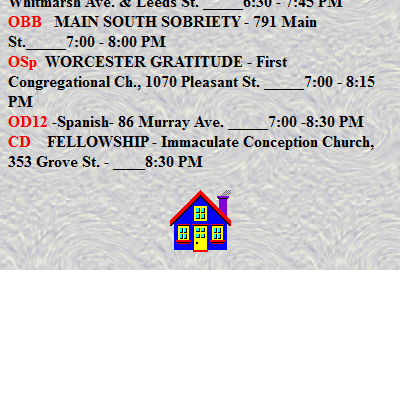 Whitmarsh Ave. & Leeds St. _____6:30 - 7:45 PM
OBB MAIN SOUTH SOBRIETY - 791 Main
St._____7:00 - 8:00 PM
OSp WORCESTER GRATITUDE - First
Congregational Ch., 1070 Pleasant St. _____7:00 - 8:15
PM
OD12 -Spanish- 86 Murray Ave. _____7:00 -8:30 PM
CD FELLOWSHIP - Immaculate Conception Church,
353 Grove St. - ____8:30 PM